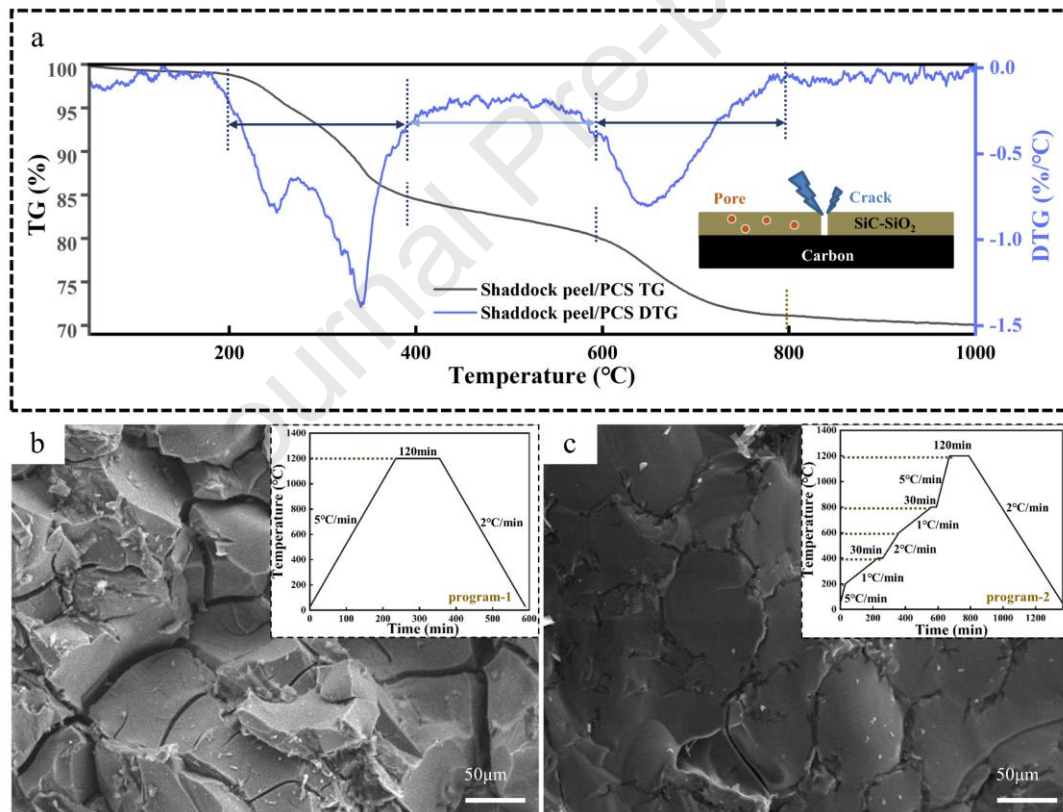 Journal Pre-p
a
100
95
90
85
80
75
70
TG (%)
0.0
-0.5
-1.0
-1.5
DTG (%/°C)
Pore
Crack
SiC-SiO₂
Carbon
Shaddock peel/PCS TG
Shaddock peel/PCS DTG
200 400 600 800 1000
Temperature (°C)
b
1400
1200
1000
800
600
400
200
0
Temperature (°C)
120min
5°C/min
2°C/min
program-1
0 100 200 300 400 500 600
Time (min)
50μm
c
1400
1200
1000
800
600
400
200
0
Temperature (°C)
120min
5°C/min
30min
1°C/min
2°C/min
30min
1°C/min
5°C/min
2°C/min
program-2
0 200 400 600 800 1000 1200
Time (min)
50μm